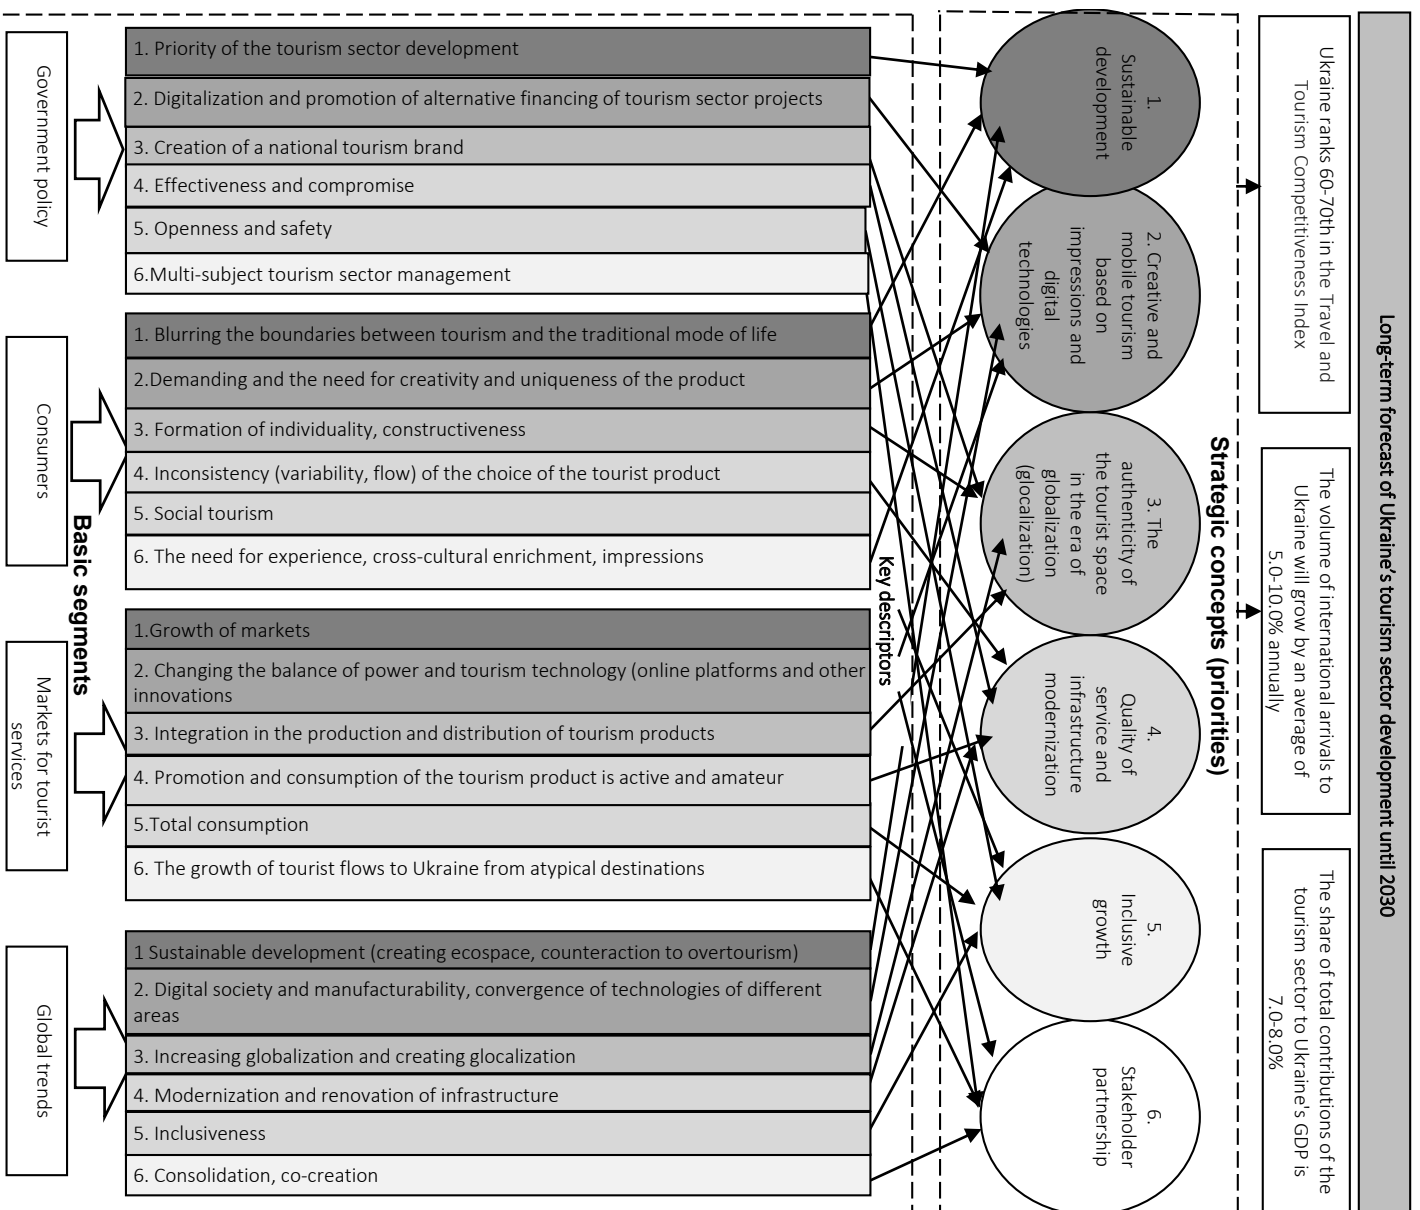 Long-term forecast of Ukraine's tourism sector development until 2030
Ukraine ranks 60-70th in the Travel and
Tourism Competitiveness Index
The volume of international arrivals to
Ukraine will grow by an average of
5.0-10.0% annually
The share of total contributions of the
tourism sector to Ukraine's GDP is
7.0-8.0%
Strategic concepts (priorities)
1.
Sustainable
development
2. Creative and
mobile tourism
based on
impressions and
digital
technologies
3. The
authenticity of
the tourist space
in the era of
globalization
(glocalization)
4.
Quality of
service and
infrastructure
modernization
5.
Inclusive
growth
6.
Stakeholder
partnership
Key descriptors
1. Priority of the tourism sector development
2. Digitalization and promotion of alternative financing of tourism sector projects
3. Creation of a national tourism brand
4. Effectiveness and compromise
5. Openness and safety
6.Multi-subject tourism sector management
1. Blurring the boundaries between tourism and the traditional mode of life
2.Demanding and the need for creativity and uniqueness of the product
3. Formation of individuality, constructiveness
4. Inconsistency (variability, flow) of the choice of the tourist product
5. Social tourism
6. The need for experience, cross-cultural enrichment, impressions
1.Growth of markets
2. Changing the balance of power and tourism technology (online platforms and other
innovations
3. Integration in the production and distribution of tourism products
4. Promotion and consumption of the tourism product is active and amateur
5.Total consumption
6. The growth of tourist flows to Ukraine from atypical destinations
1 Sustainable development (creating ecospace, counteraction to overtourism)
2. Digital society and manufacturability, convergence of technologies of different
areas
3. Increasing globalization and creating glocalization
4. Modernization and renovation of infrastructure
5. Inclusiveness
6. Consolidation, co-creation
Basic segments
Government policy
Consumers
Markets for tourist
services
Global trends